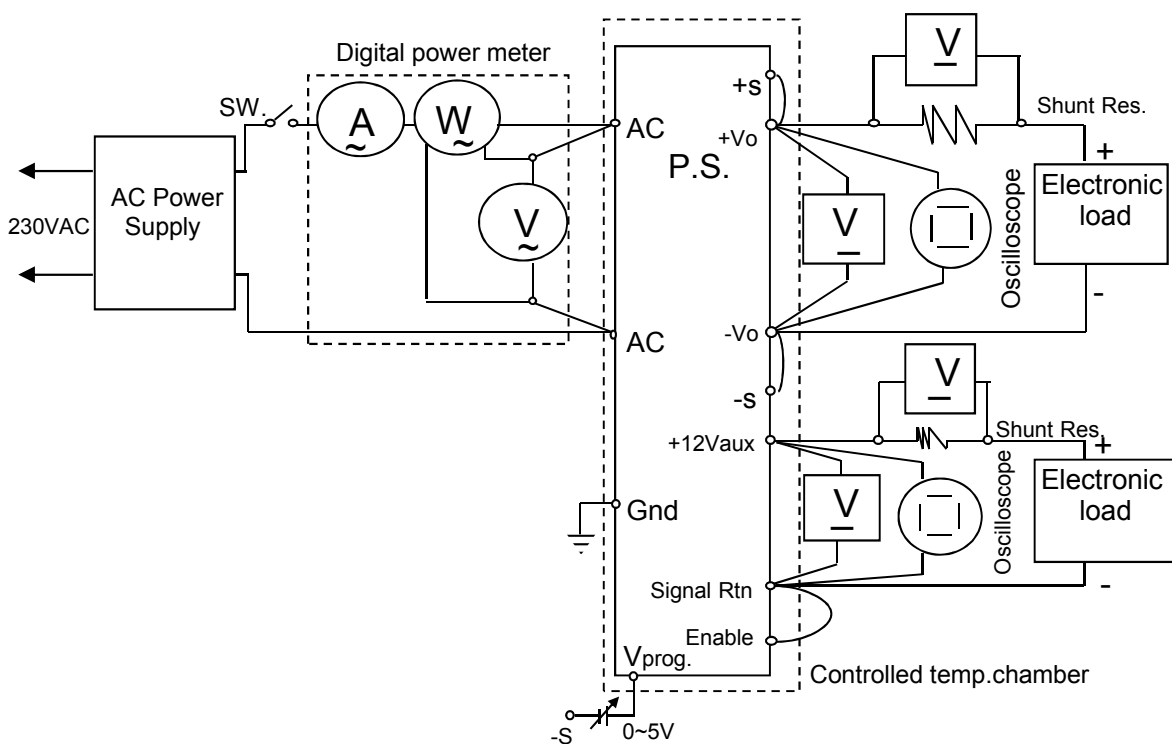 Digital power meter
SW.
A
W
V
AC Power
Supply
230VAC
AC
AC
P.S.
Gnd
+s
+Vo
-Vo
-s
+12Vaux
Signal Rtn
Enable
Vprog.
-S
0~5V
V
Shunt Res.
V
Oscilloscope
+
Electronic
load
-
V
Shunt Res.
V
Oscilloscope
+
Electronic
load
-
Controlled temp.chamber